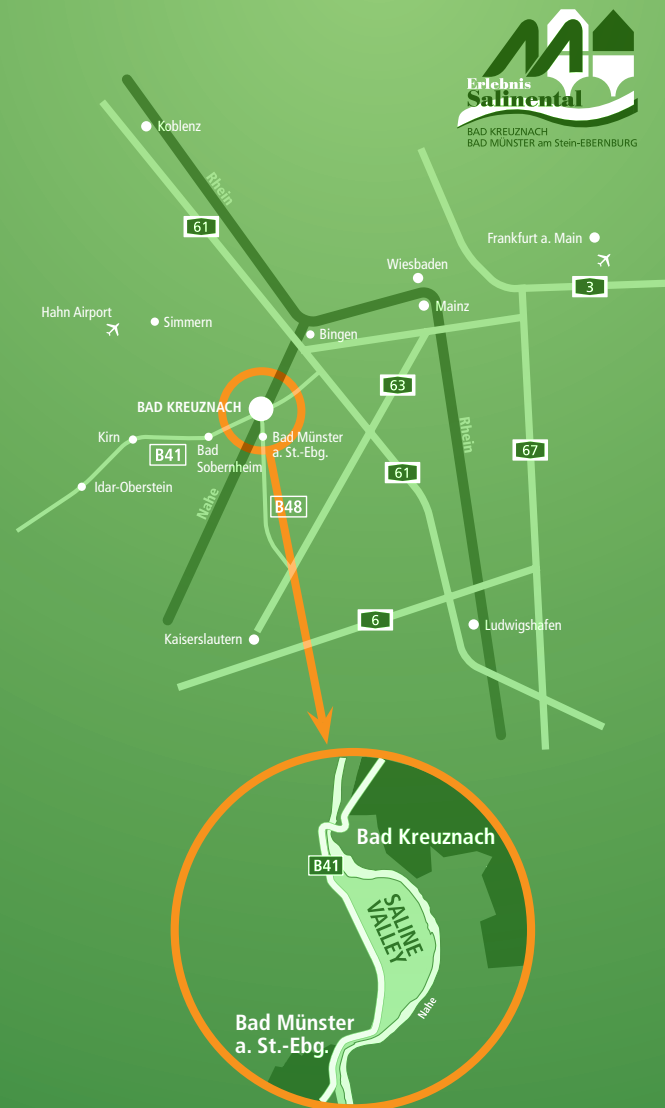 Erlebnis
Salinental
BAD KREUZNACH
BAD MÜNSTER am Stein-EBERNBURG
Koblenz
Rhein
61
Frankfurt a. Main
Wiesbaden
3
Mainz
Hahn Airport
Simmern
Bingen
63
BAD KREUZNACH
Kirn
B41
Bad
Sobernheim
Bad Münster
a. St.-Ebg.
Rhein
67
61
Idar-Oberstein
Nahe
B48
6
Ludwigshafen
Kaiserslautern
Bad Kreuznach
B41
SALINE
VALLEY
Nahe
Bad Münster
a. St.-Ebg.